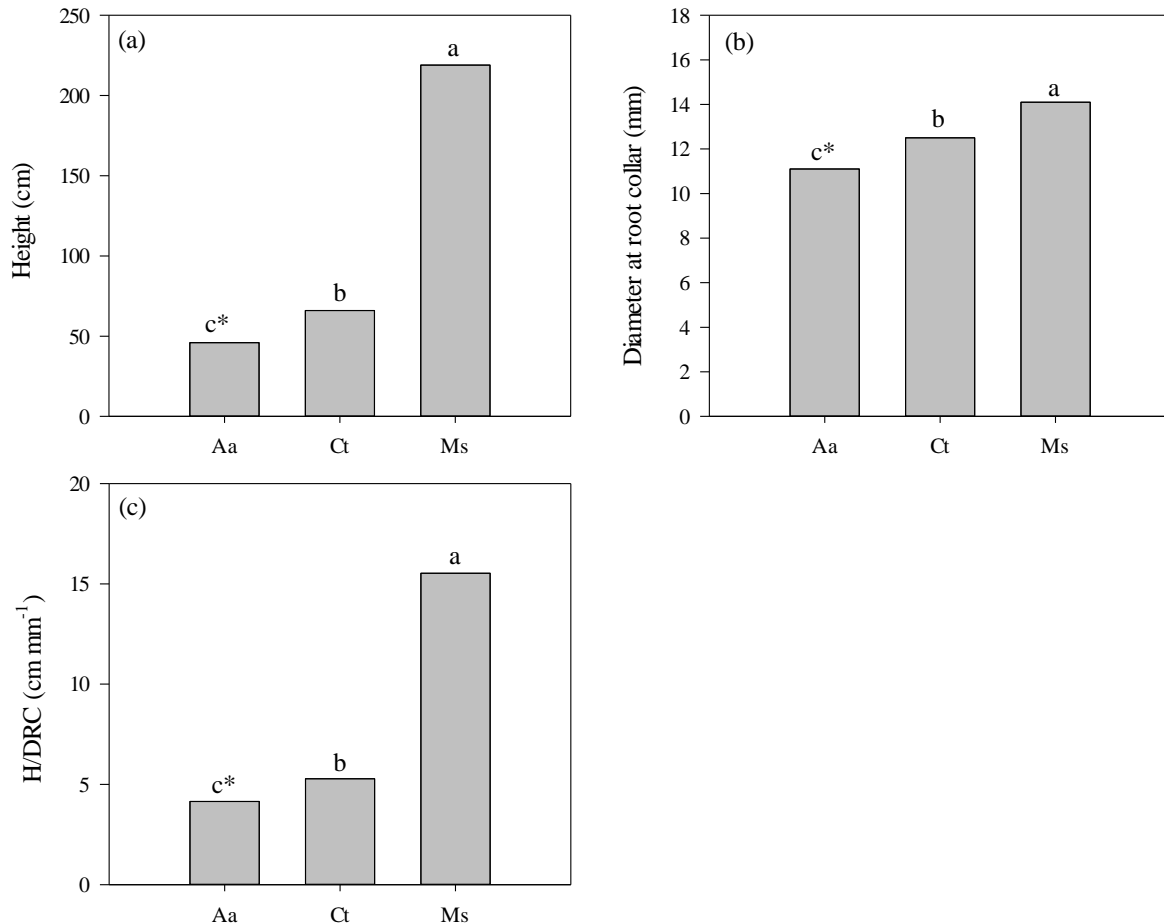 (a)
Height (cm)
250
200
150
100
50
0
c*
b
a
Aa Ct Ms
(b)
Diameter at root collar (mm)
18
16
14
12
10
8
6
4
2
0
c*
b
a
Aa Ct Ms
(c)
H/DRC (cm mm⁻¹)
20
15
10
5
0
c*
b
a
Aa Ct Ms